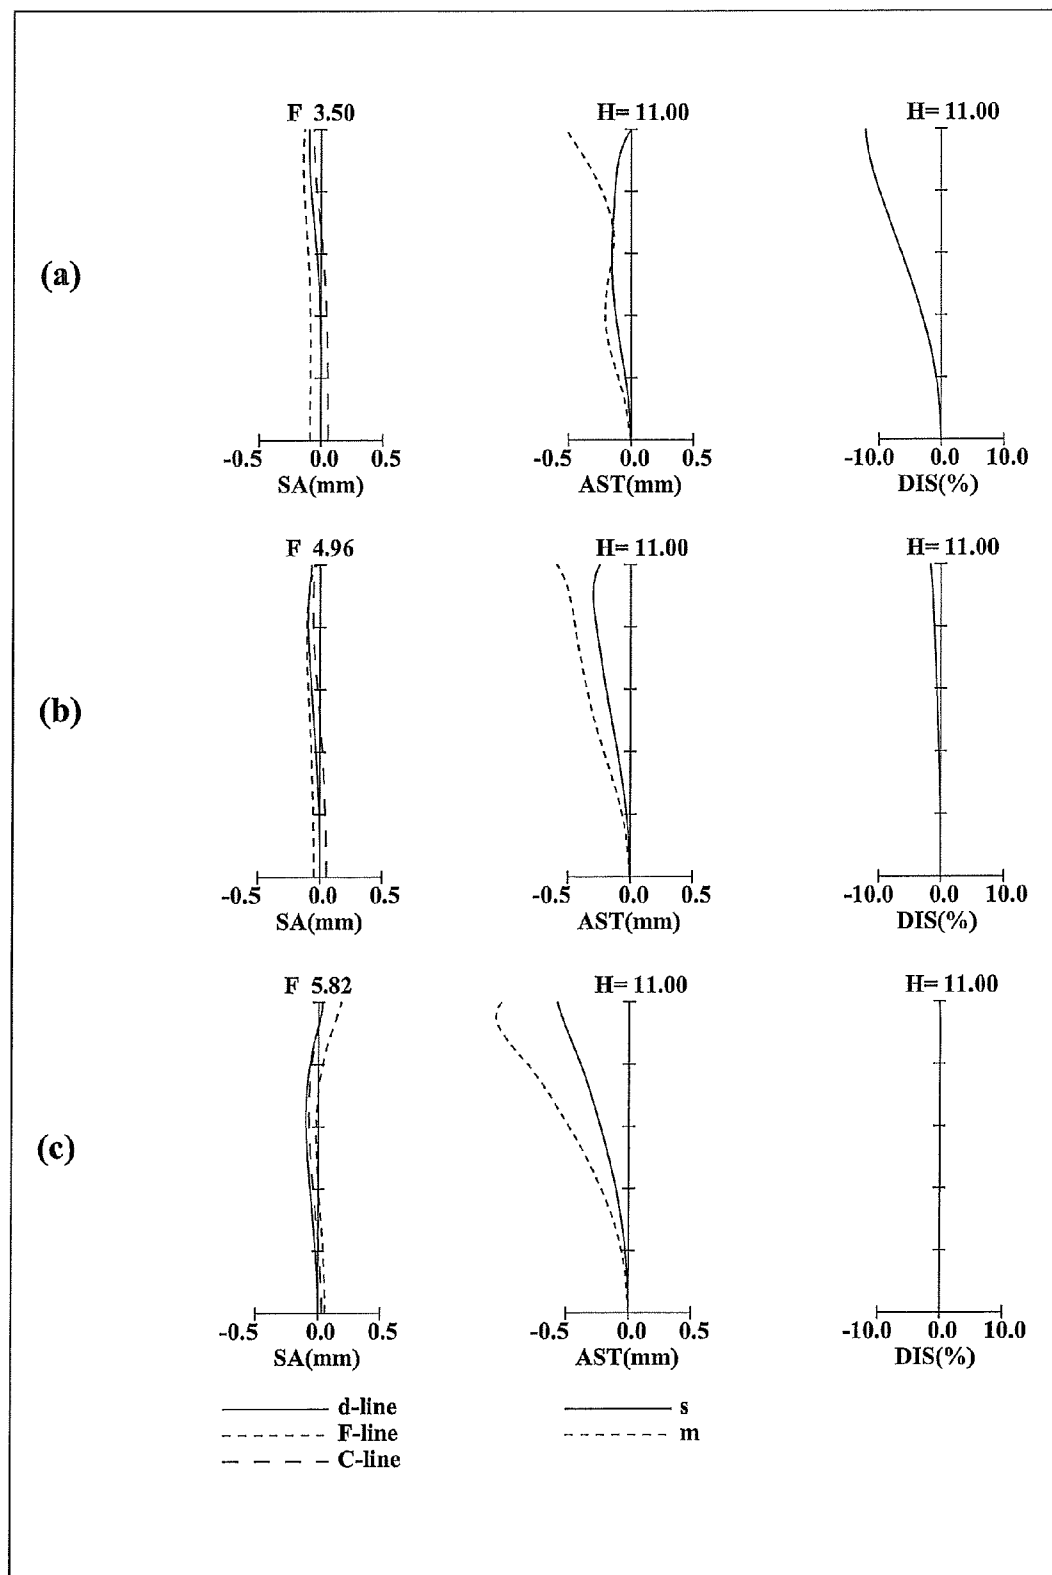 F 3.50 H= 11.00 H= 11.00
(a)
-0.5 0.0 0.5 -0.5 0.0 0.5 -10.0 0.0 10.0
SA(mm) AST(mm) DIS(%)
F 4.96 H= 11.00 H= 11.00
(b)
-0.5 0.0 0.5 -0.5 0.0 0.5 -10.0 0.0 10.0
SA(mm) AST(mm) DIS(%)
F 5.82 H= 11.00 H= 11.00
(c)
-0.5 0.0 0.5 -0.5 0.0 0.5 -10.0 0.0 10.0
SA(mm) AST(mm) DIS(%)
d-line s
F-line m
C-line